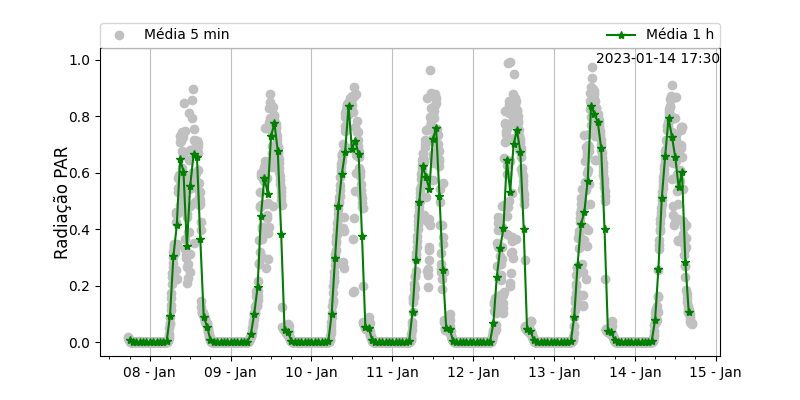 Média 5 min
Média 1 h
2023-01-14 17:30
Radiação PAR
1.0
0.8
0.6
0.4
0.2
0.0
08 - Jan
09 - Jan
10 - Jan
11 - Jan
12 - Jan
13 - Jan
14 - Jan
15 - Jan